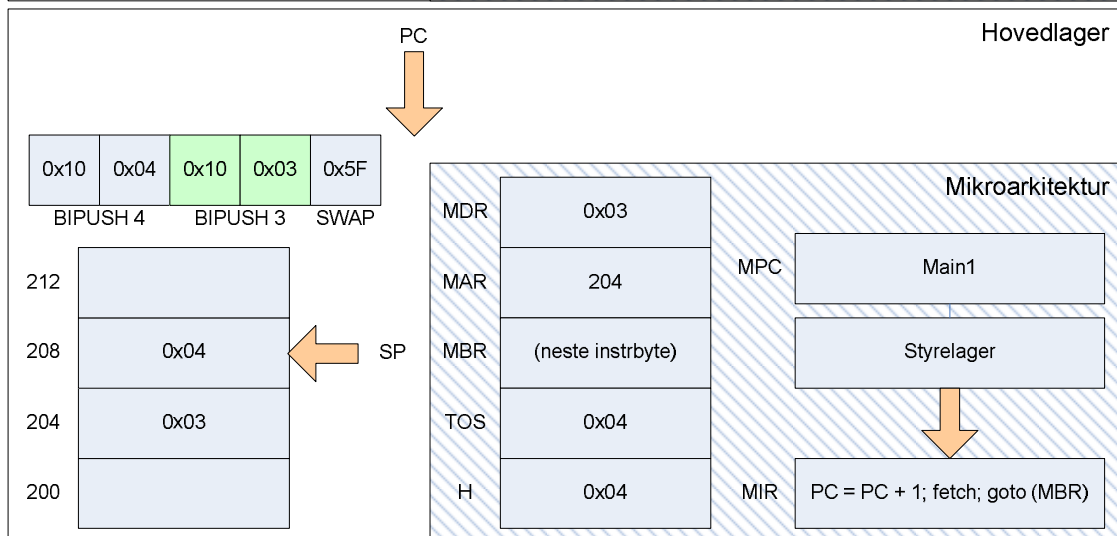 Hovedlager
PC
0x10 0x04 0x10 0x03 0x5F
BIPUSH 4 BIPUSH 3 SWAP
Mikroarkitektur
212
208 0x04 SP
204 0x03
200
MDR 0x03
MAR 204
MBR (neste instrbyte)
TOS 0x04
H 0x04
MPC Main1
Styrelager
MIR PC = PC + 1; fetch; goto (MBR)